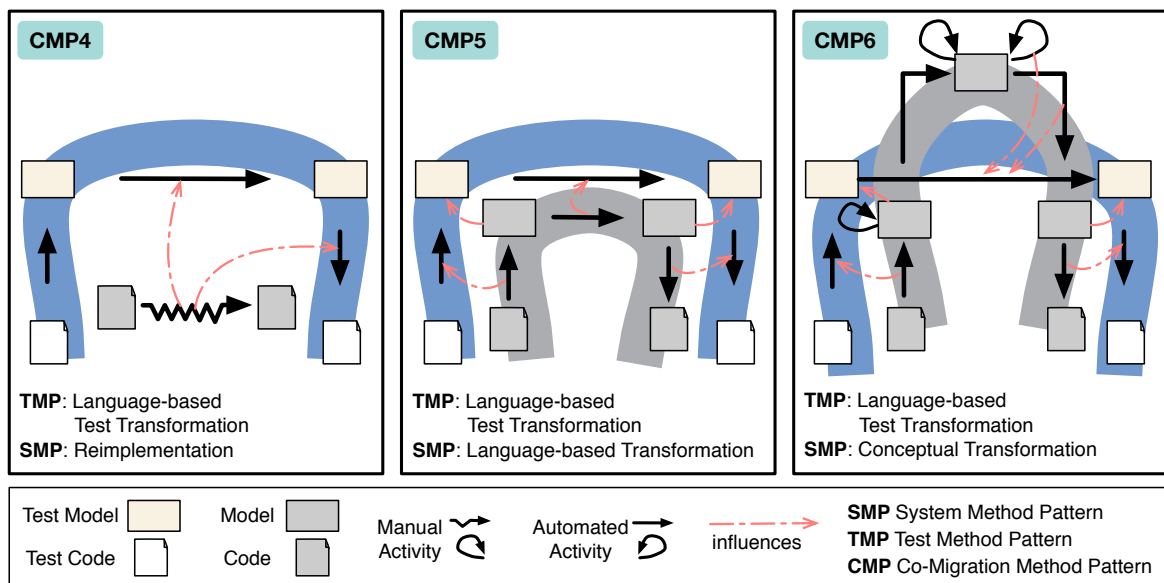 CMP4
TMP: Language-based
Test Transformation
SMP: Reimplementation
CMP5
TMP: Language-based
Test Transformation
SMP: Language-based Transformation
CMP6
TMP: Language-based
Test Transformation
SMP: Conceptual Transformation
Test Model
Model
Test Code
Code
Manual
Activity
Automated
Activity
influences
SMP System Method Pattern
TMP Test Method Pattern
CMP Co-Migration Method Pattern